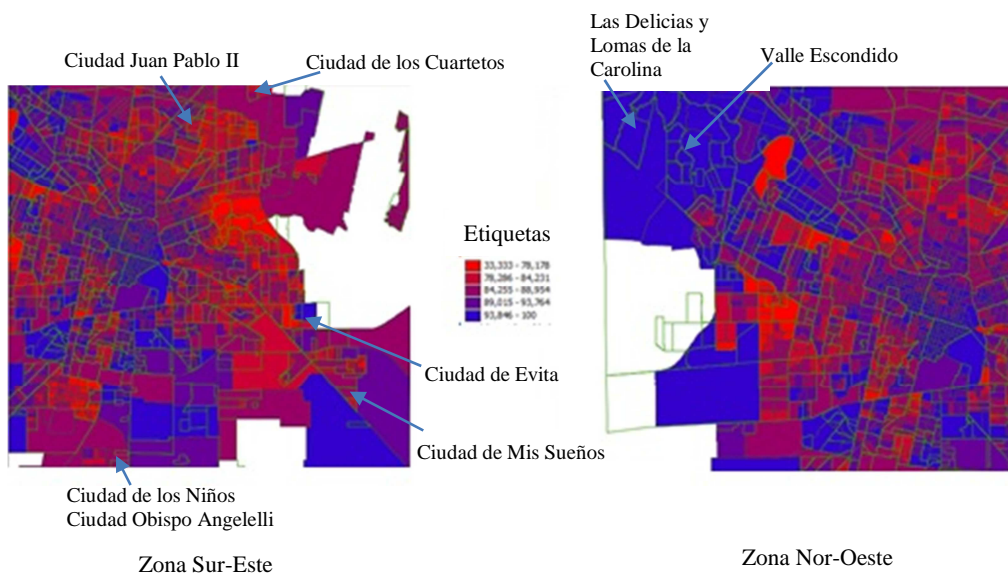 Ciudad Juan Pablo II
Ciudad de los Cuartetos
Las Delicias y
Lomas de la
Carolina
Valle Escondido
Etiquetas
33,333 - 78,178
78,286 - 84,231
84,255 - 88,954
89,015 - 93,764
93,846 - 100
Ciudad de Evita
Ciudad de Mis Sueños
Ciudad de los Niños
Ciudad Obispo Angelelli
Zona Sur-Este
Zona Nor-Oeste